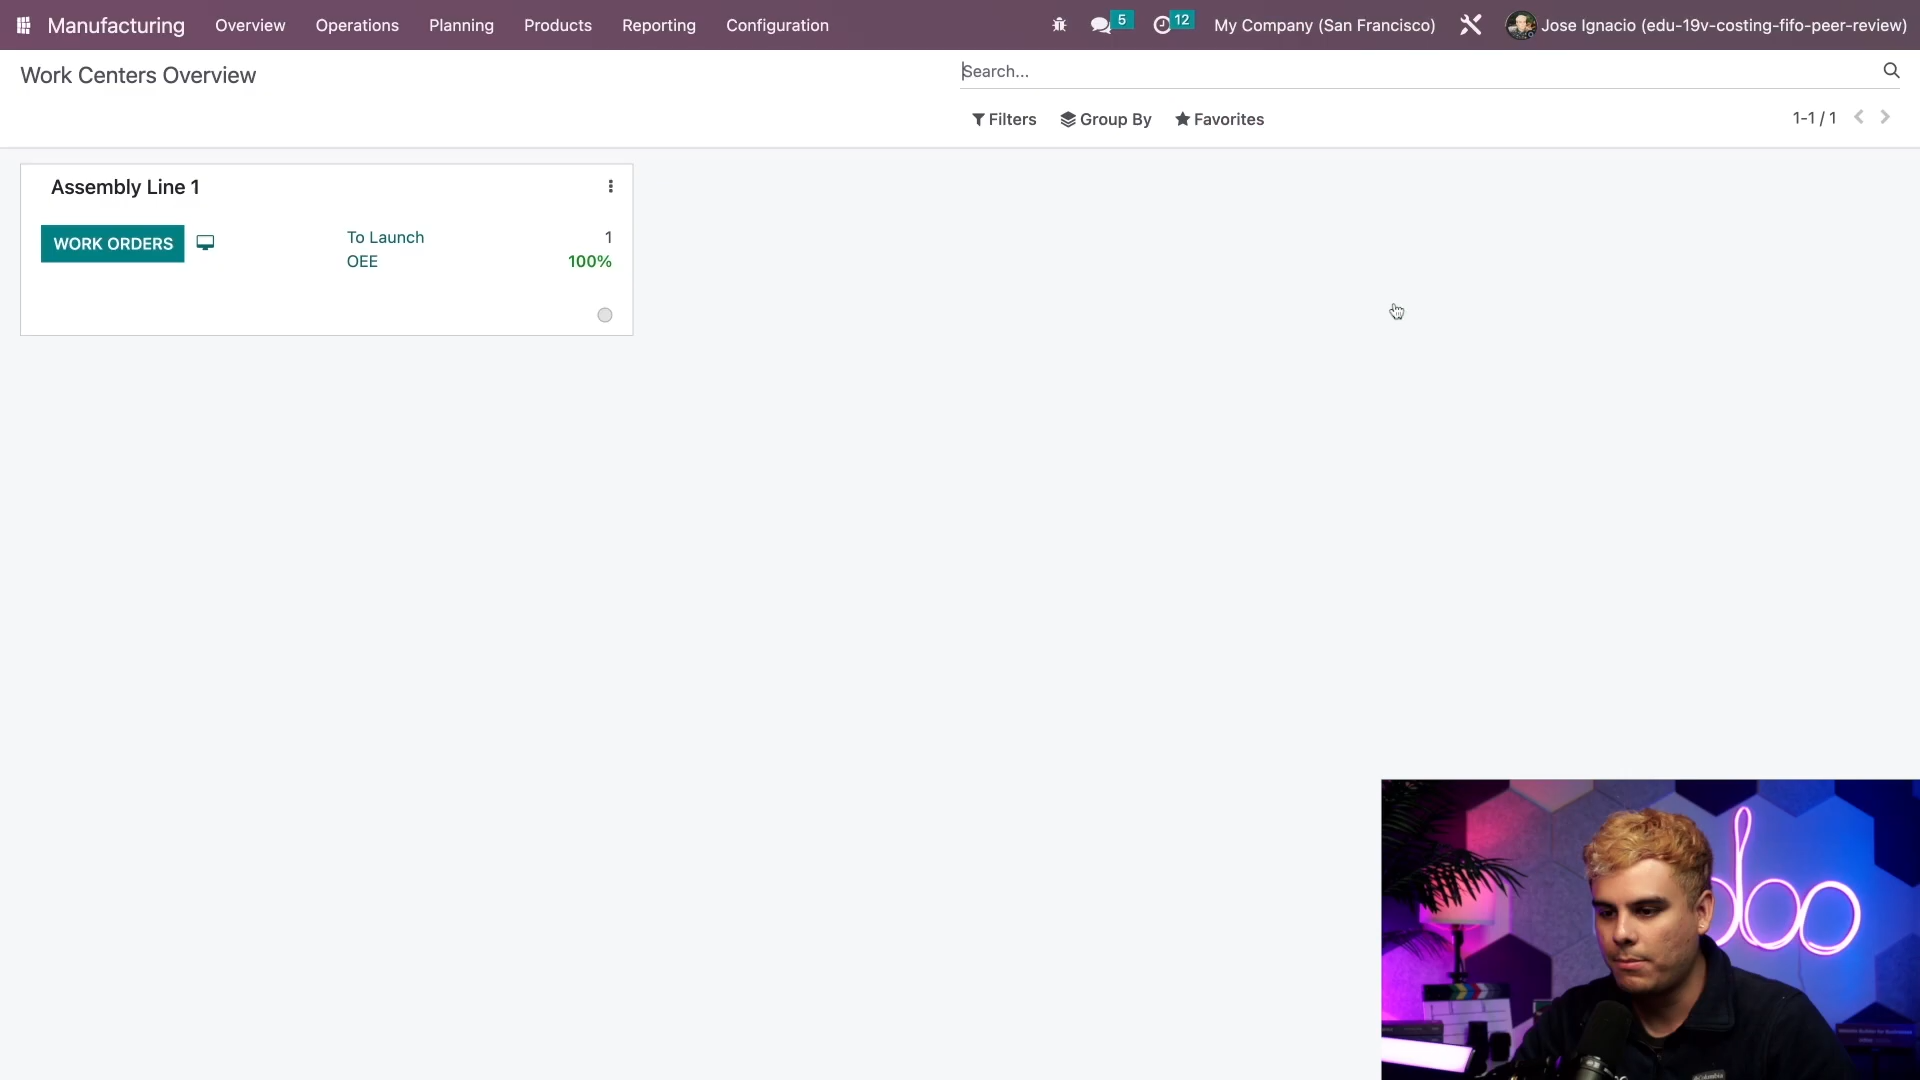 Manufacturing Overview Operations Planning Products Reporting Configuration 5 12 My Company (San Francisco) Jose Ignacio (edu-19v-costing-fifo-peer-review)
Work Centers Overview
Search...
Filters Group By Favorites 1-1 / 1
Assembly Line 1
WORK ORDERS
To Launch 1
OEE 100%
odoo
Columbia